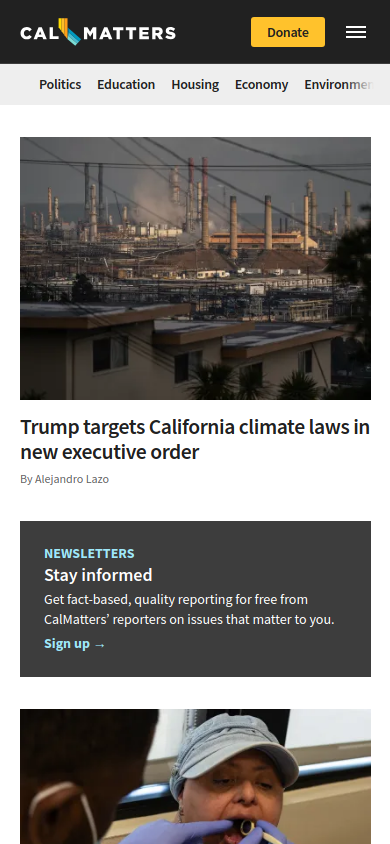 CAL MATTERS
Donate
Politics Education Housing Economy
Trump targets California climate laws in
new executive order
By Alejandro Lazo
NEWSLETTERS
Stay informed
Get fact-based, quality reporting for free from
CalMatters’ reporters on issues that matter to you.
Sign up →